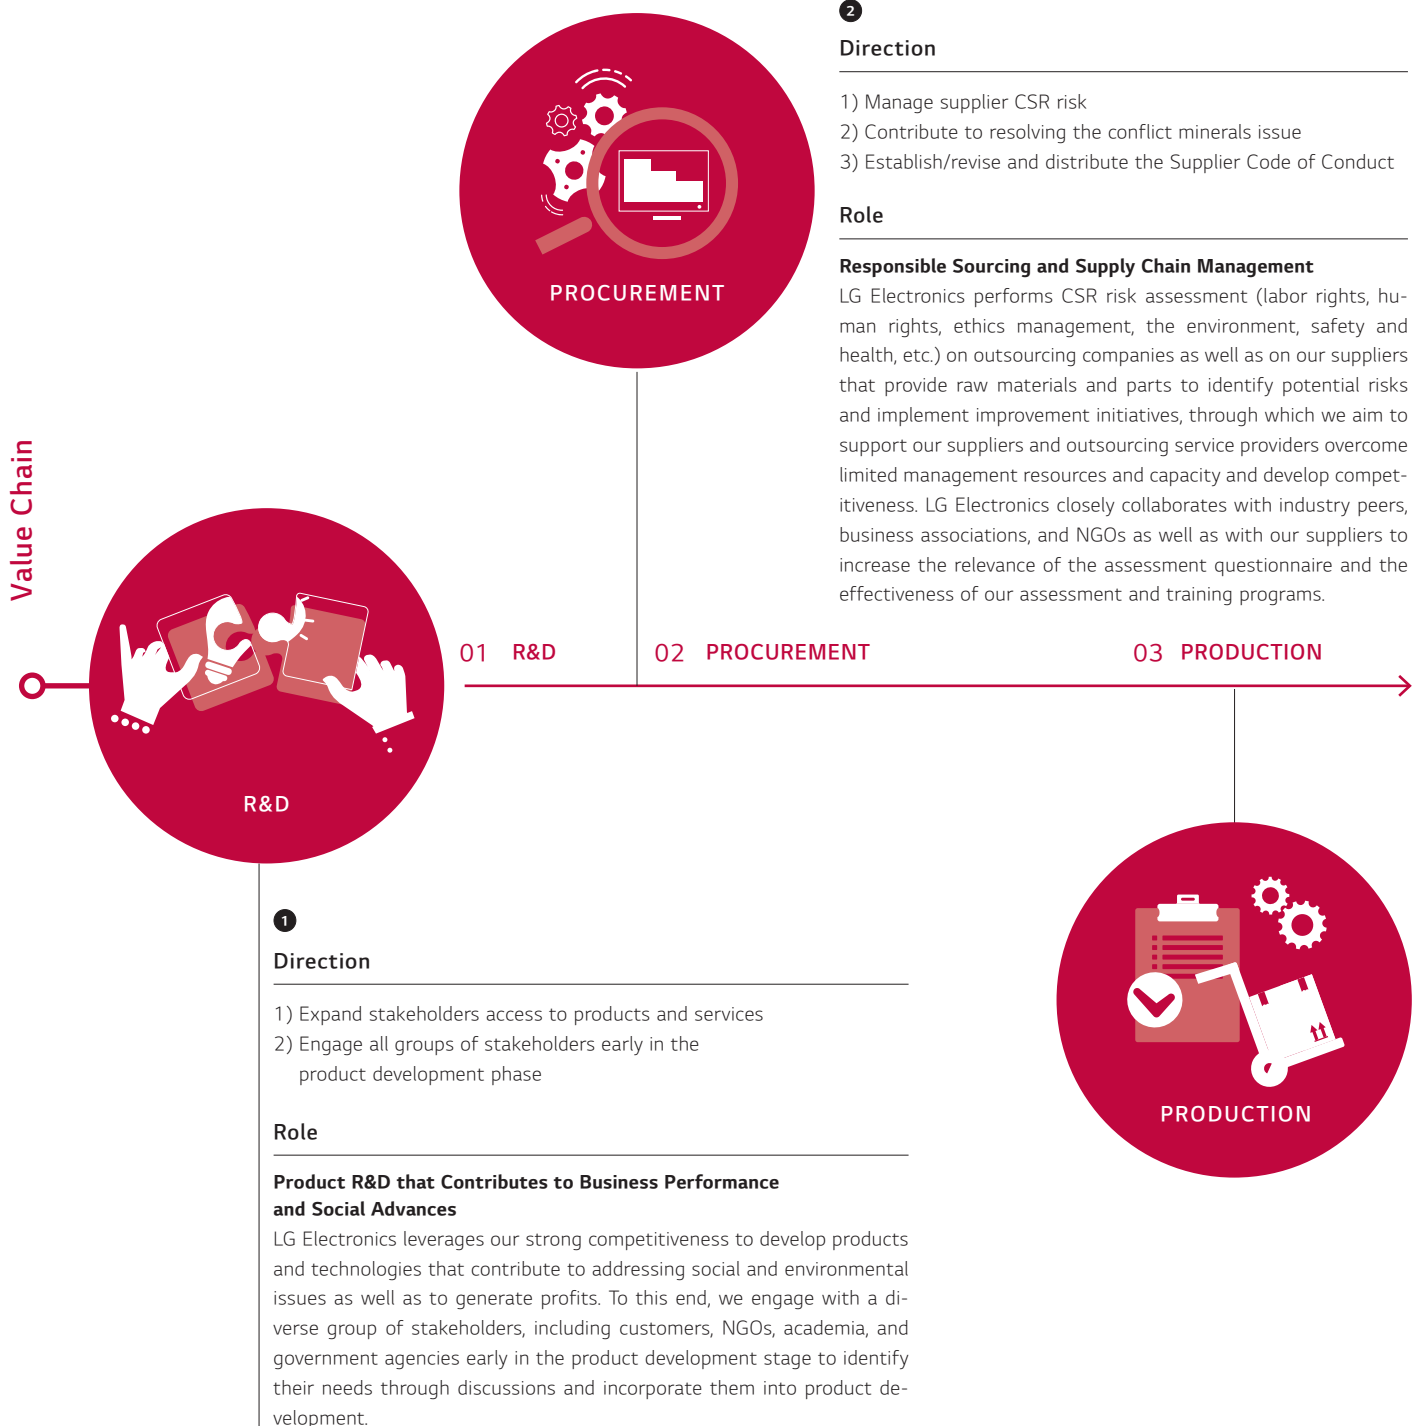 2
Direction
1) Manage supplier CSR risk
2) Contribute to resolving the conflict minerals issue
3) Establish/revise and distribute the Supplier Code of Conduct
Role
Responsible Sourcing and Supply Chain Management
LG Electronics performs CSR risk assessment (labor rights, hu-
man rights, ethics management, the environment, safety and
health, etc.) on outsourcing companies as well as on our suppliers
that provide raw materials and parts to identify potential risks
and implement improvement initiatives, through which we aim to
support our suppliers and outsourcing service providers overcome
limited management resources and capacity and develop compet-
itiveness. LG Electronics closely collaborates with industry peers,
business associations, and NGOs as well as with our suppliers to
increase the relevance of the assessment questionnaire and the
effectiveness of our assessment and training programs.
PROCUREMENT
Value Chain
01 R&D
02 PROCUREMENT
03 PRODUCTION
R&D
1
Direction
1) Expand stakeholders access to products and services
2) Engage all groups of stakeholders early in the
product development phase
Role
Product R&D that Contributes to Business Performance
and Social Advances
LG Electronics leverages our strong competitiveness to develop products
and technologies that contribute to addressing social and environmental
issues as well as to generate profits. To this end, we engage with a di-
verse group of stakeholders, including customers, NGOs, academia, and
government agencies early in the product development stage to identify
their needs through discussions and incorporate them into product de-
velopment.
PRODUCTION